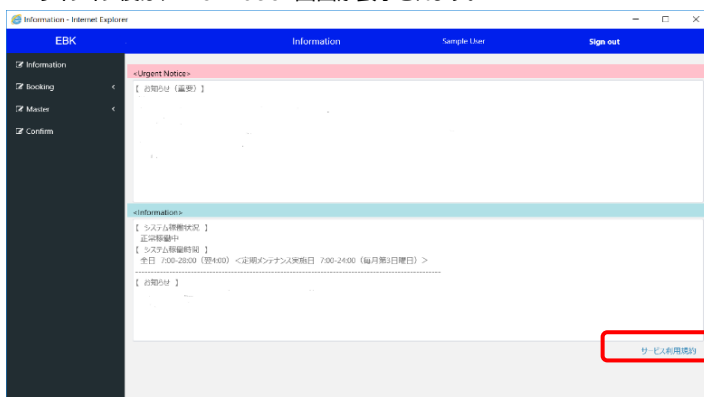 Information - Internet Explorer
EBK Information Sample User Sign out
Information
Booking
Master
Confirm
<Urgent Notice>
【 お知らせ（重要）】
<Information>
【 システム稼働状況 】
正常稼働中
【 システム稼働時間 】
全日 7:00-28:00（翌4:00）＜定期メンテナンス実施日 7:00-24:00（毎月第3日曜日）＞
【 お知らせ 】
サービス利用規約